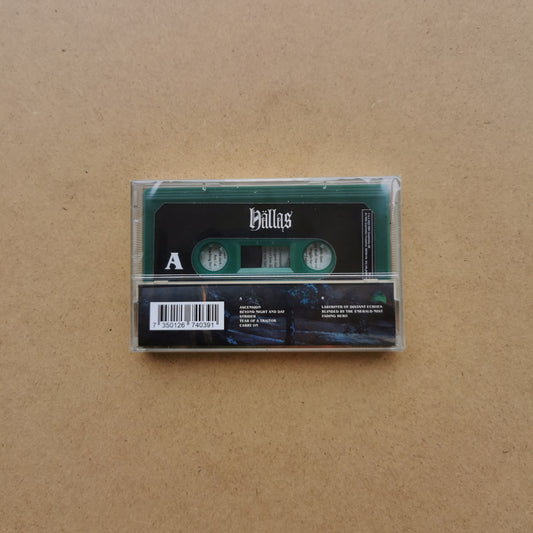 Hällas
A
A
ASCENSION
BEYOND NIGHT AND DAY
STRIDER
TEAR OF A TRAITOR
CARRY ON
B
LABYRINTH OF DISTANT ECHOES
BLINDED BY THE EMERALD MIST
FADING HERO
7 350126 740391